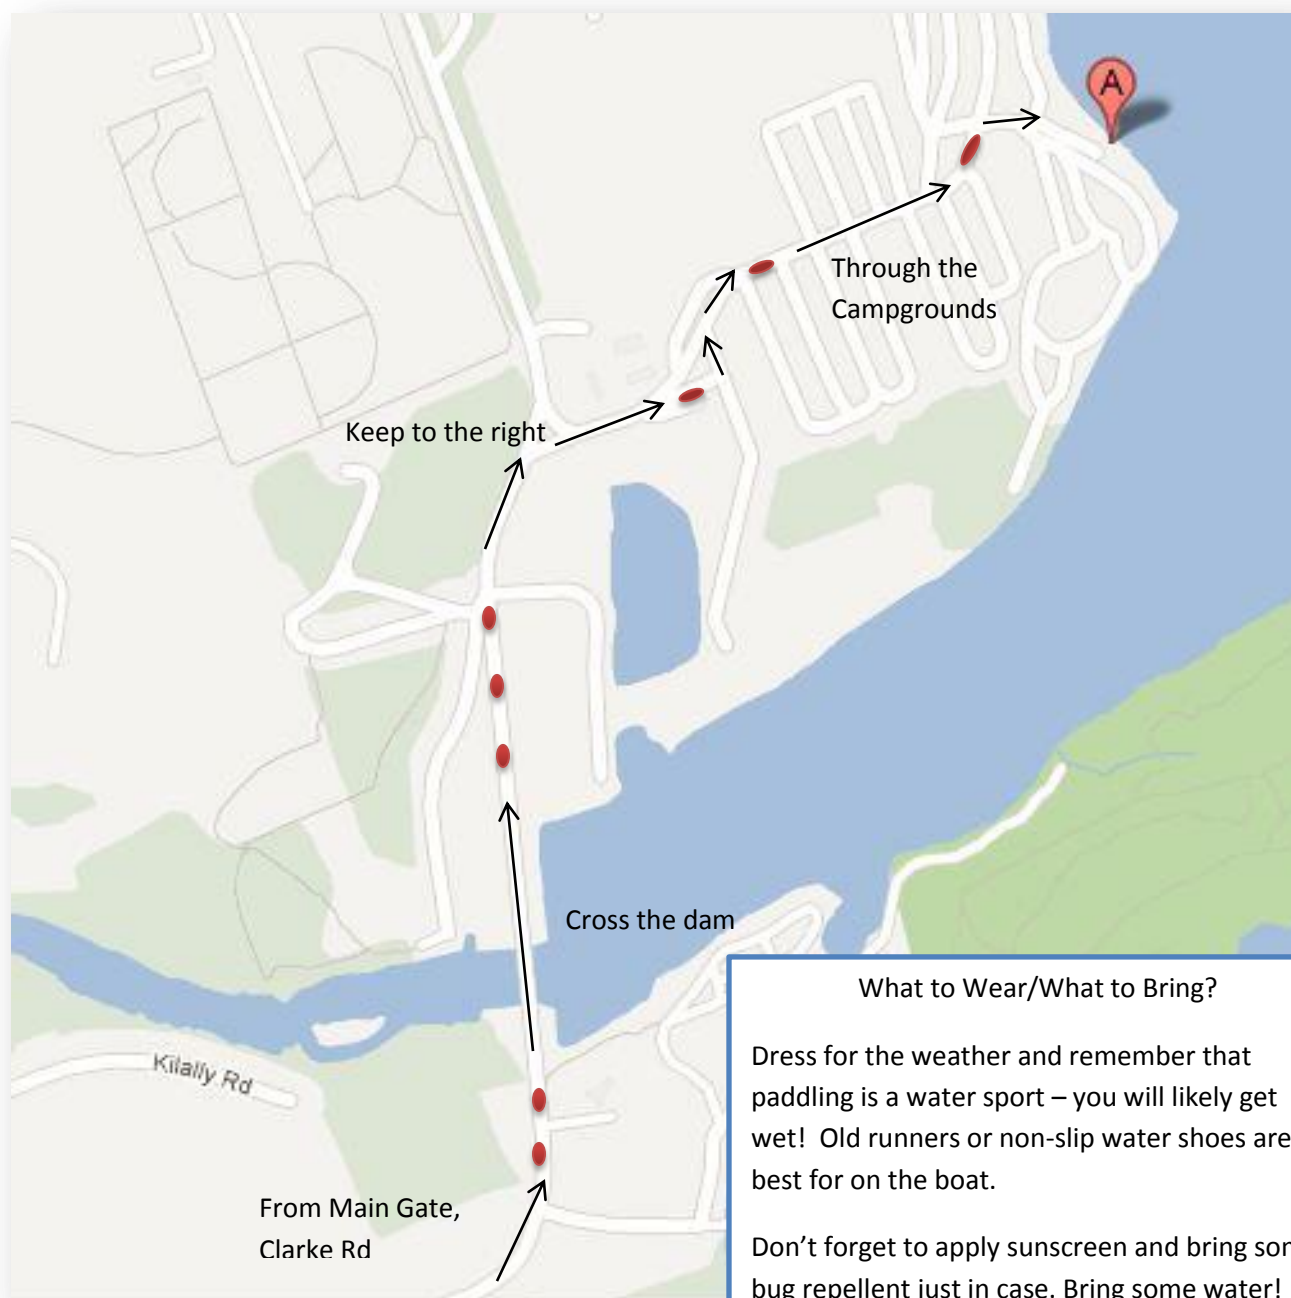 A
Through the
Campgrounds
Keep to the right
Cross the dam
Kilally Rd
From Main Gate,
Clarke Rd
What to Wear/What to Bring?
Dress for the weather and remember that
paddling is a water sport – you will likely get
wet!  Old runners or non-slip water shoes are
best for on the boat.
Don’t forget to apply sunscreen and bring
bug repellent just in case. Bring some water!